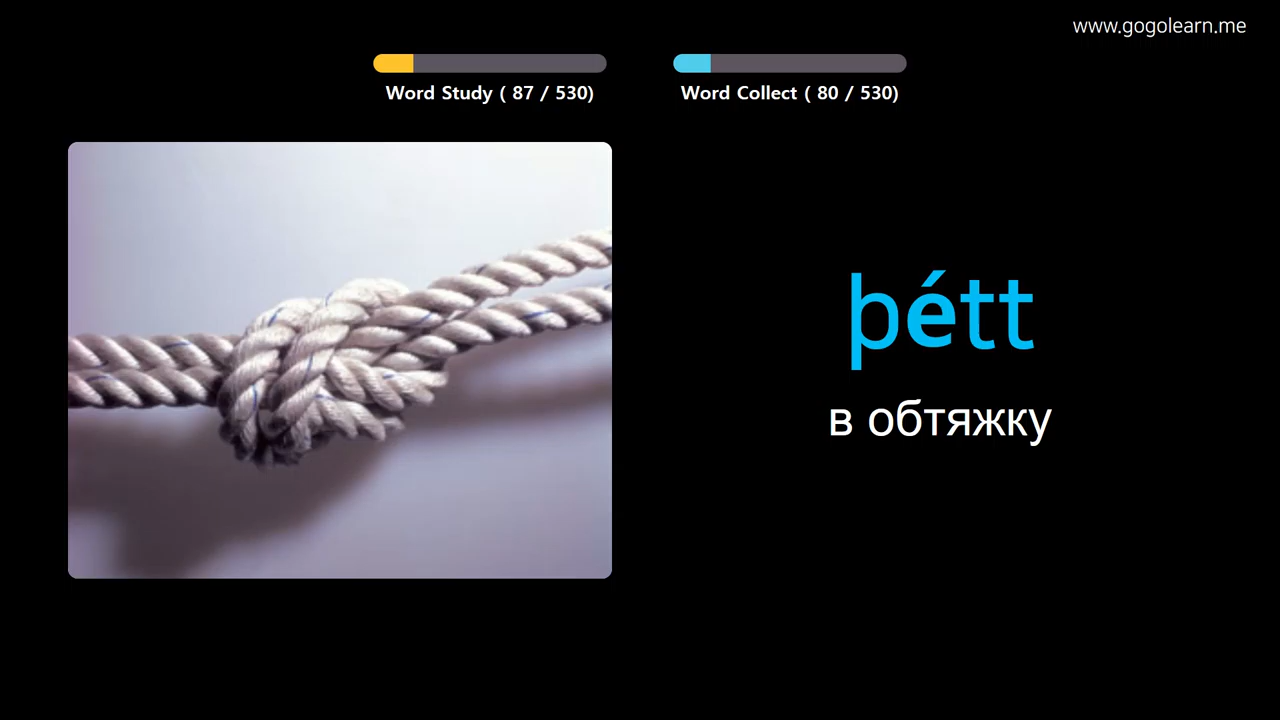 www.gogolearn.me
Word Study ( 87 / 530)
Word Collect ( 80 / 530)
þétt
в обтяжку